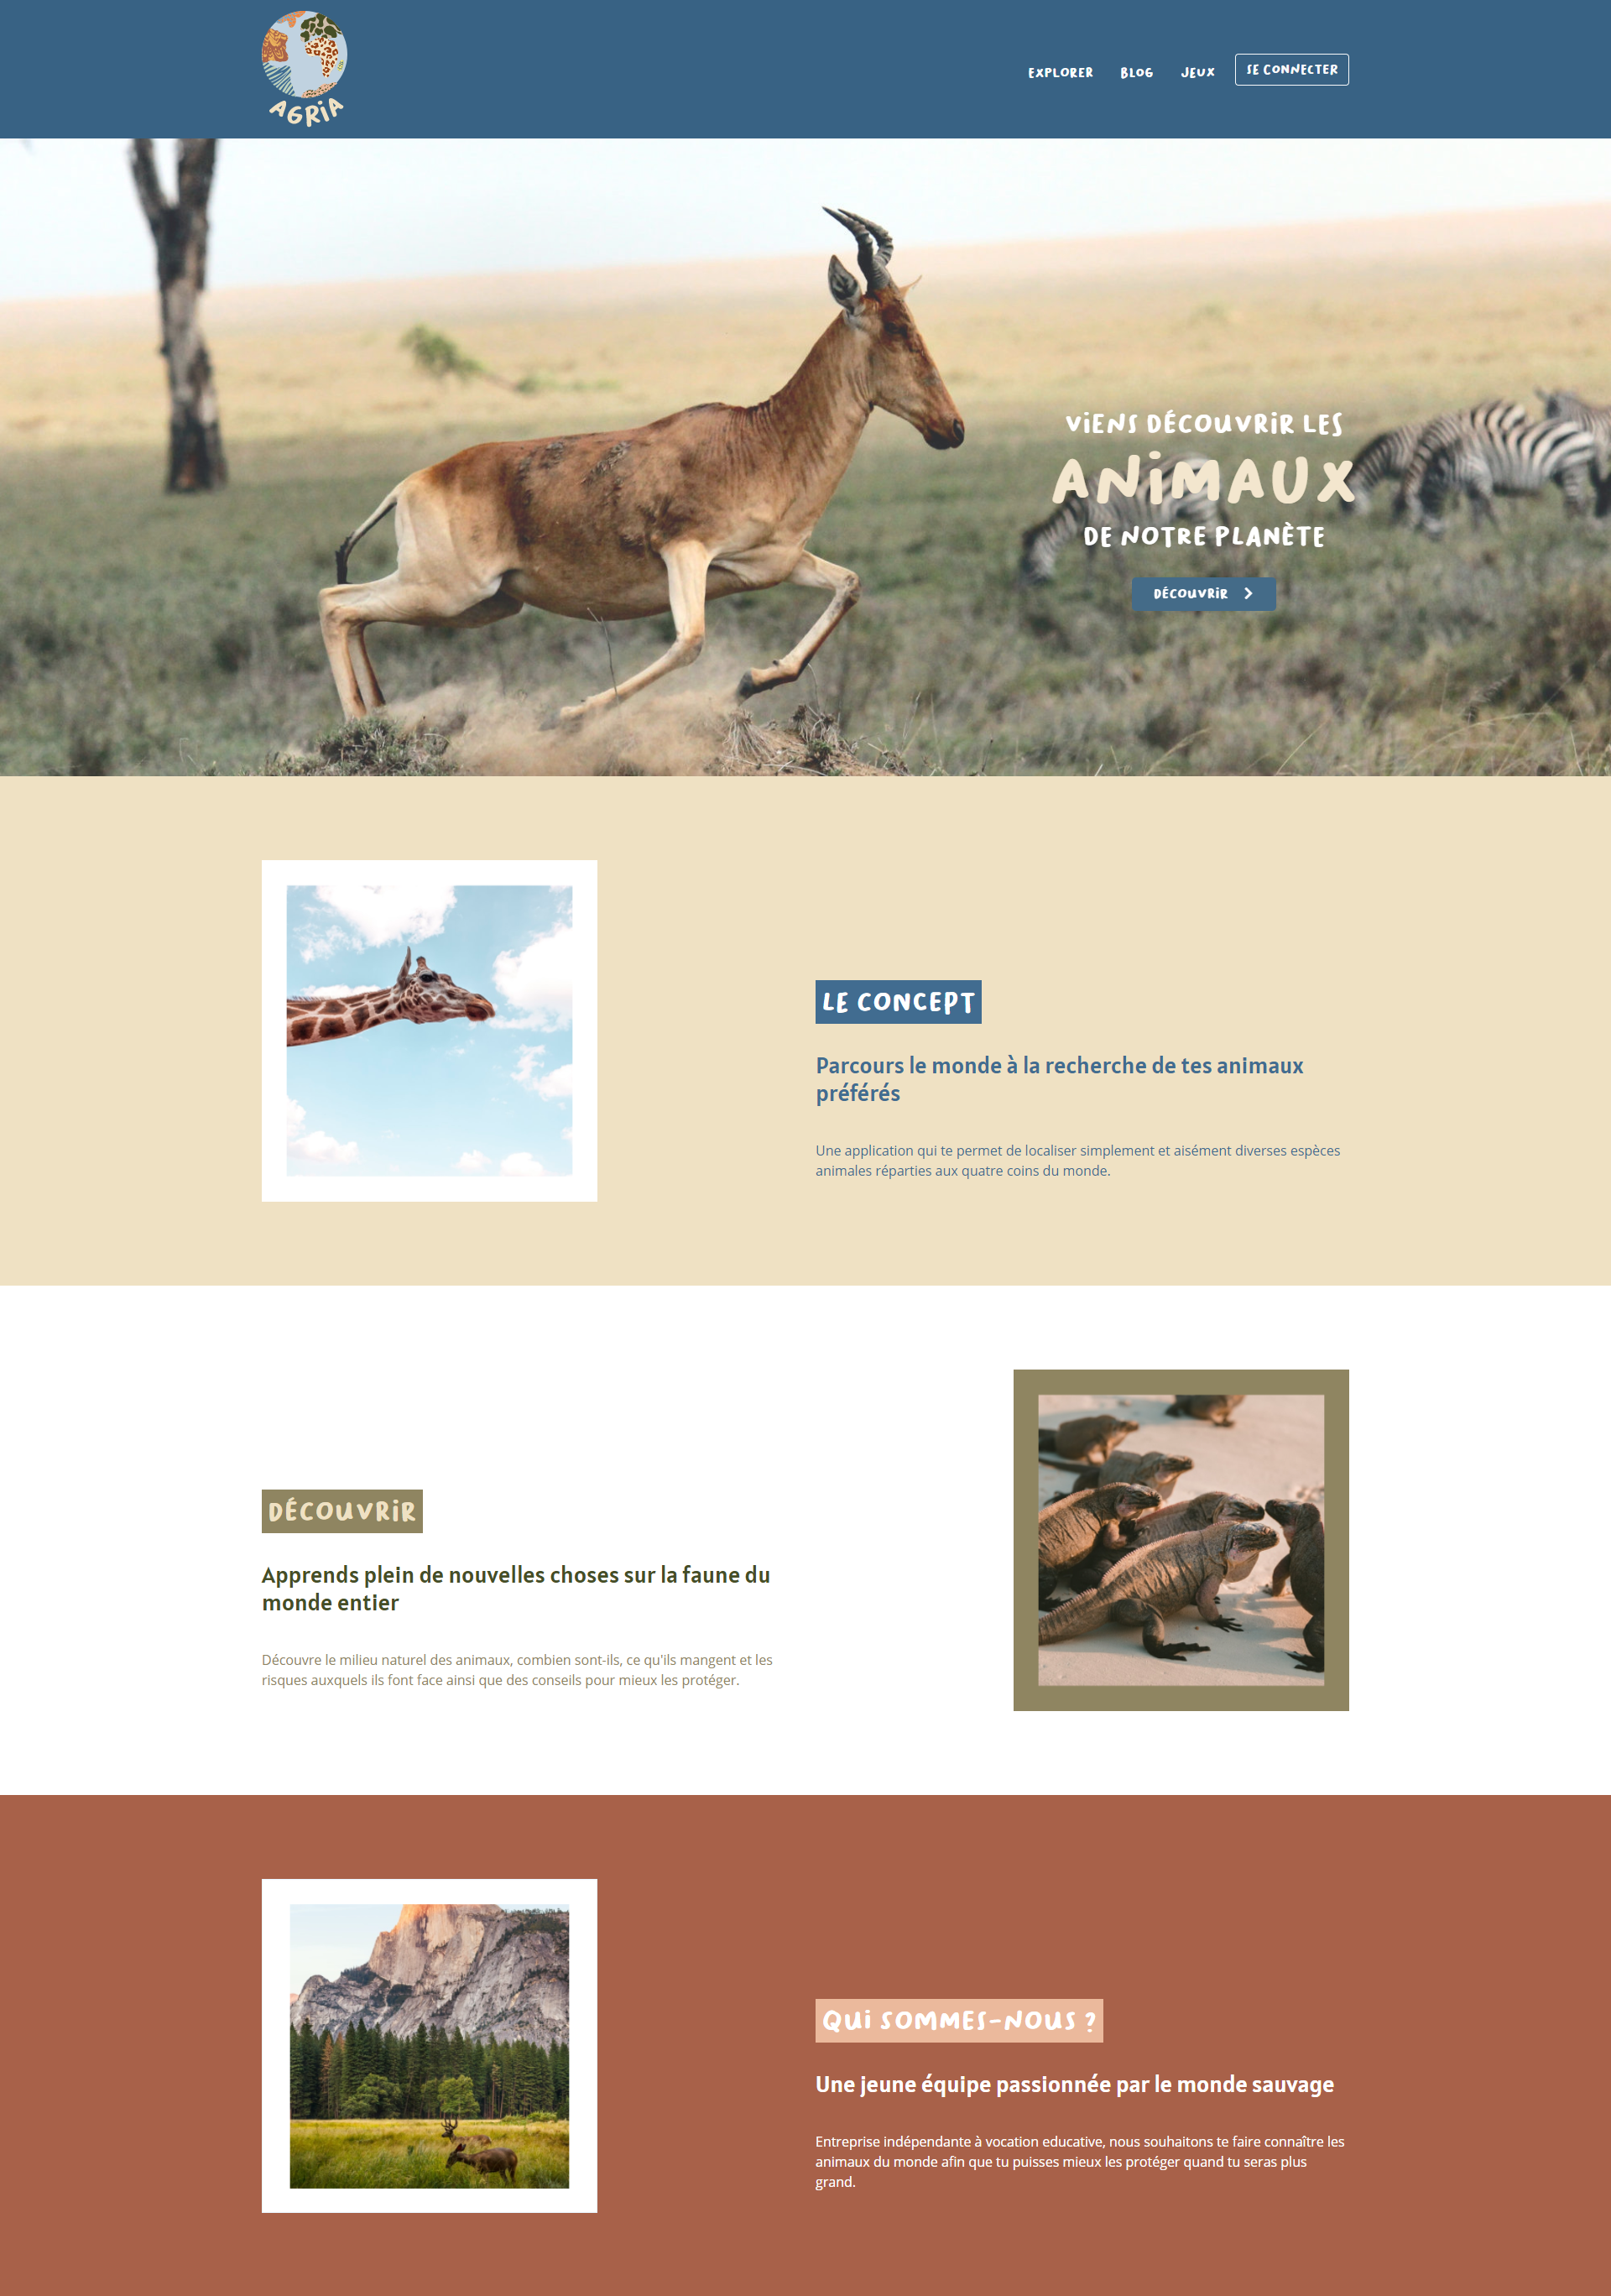 AGRiA
EXPLORER BLOG JEUX SE CONNECTER
ViENS DÉCOUVRiR LES
ANiMAUX
DE NOTRE PLANÈTE
DÉCOUVRiR
LE CONCEPT
Parcours le monde à la recherche de tes animaux
préférés
Une application qui te permet de localiser simplement et aisément diverses espèces
animales réparties aux quatre coins du monde.
DÉCOUVRiR
Apprends plein de nouvelles choses sur la faune du
monde entier
Découvre le milieu naturel des animaux, combien sont-ils, ce qu'ils mangent et les
risques auxquels ils font face ainsi que des conseils pour mieux les protéger.
QUi SOMMES-NOUS ?
Une jeune équipe passionnée par le monde sauvage
Entreprise indépendante à vocation educative, nous souhaitons te faire connaître les
animaux du monde afin que tu puisses mieux les protéger quand tu seras plus
grand.